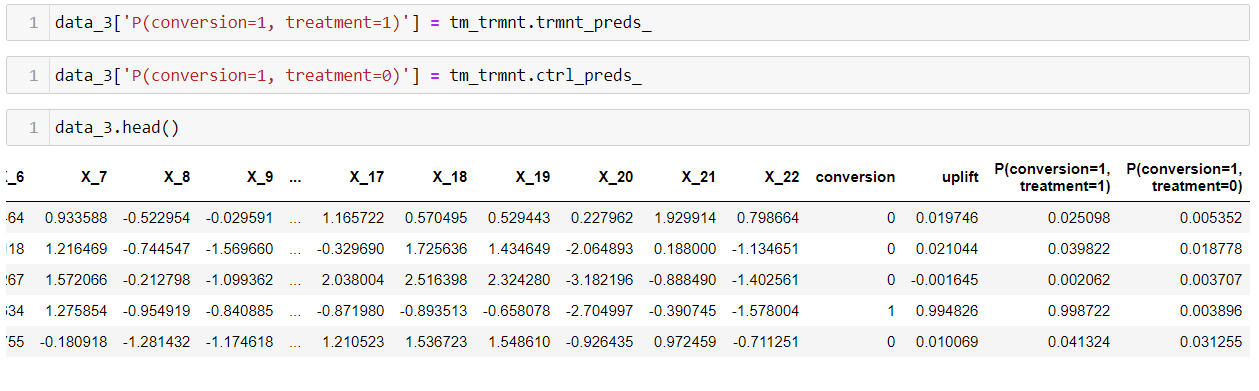 1 data_3['P(conversion=1, treatment=1)'] = tm_trmnt.trmnt_preds_
1 data_3['P(conversion=1, treatment=0)'] = tm_trmnt.ctrl_preds_
1 data_3.head()
P(conversion=1, P(conversion=1,
_6 X_7 X_8 X_9 ... X_17 X_18 X_19 X_20 X_21 X_22 conversion uplift treatment=1) treatment=0)
64 0.933588 -0.522954 -0.029591 ... 1.165722 0.570495 0.529443 0.227962 1.929914 0.798664 0 0.019746 0.025098 0.005352
18 1.216469 -0.744547 -1.569660 ... -0.329690 1.725636 1.434649 -2.064893 0.188000 -1.134651 0 0.021044 0.039822 0.018778
267 1.572066 -0.212798 -1.099362 ... 2.038004 2.516398 2.324280 -3.182196 -0.888490 -1.402561 0 -0.001645 0.002062 0.003707
634 1.275854 -0.954919 -0.840885 ... -0.871980 -0.893513 -0.658078 -2.704997 -0.390745 -1.578004 1 0.994826 0.998722 0.003896
755 -0.180918 -1.281432 -1.174618 ... 1.210523 1.536723 1.548610 -0.926435 0.972459 -0.711251 0 0.010069 0.041324 0.031255